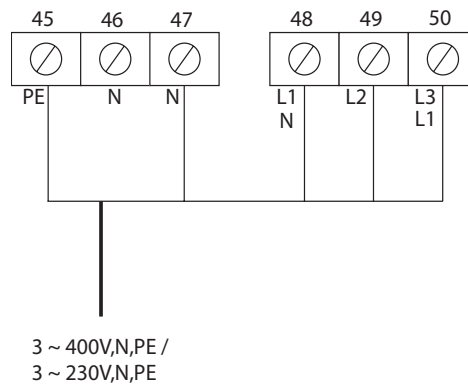 45 46 47 48 49 50
PE N N L1 L2 L3
N L1
3 ~ 400V,N,PE /
3 ~ 230V,N,PE